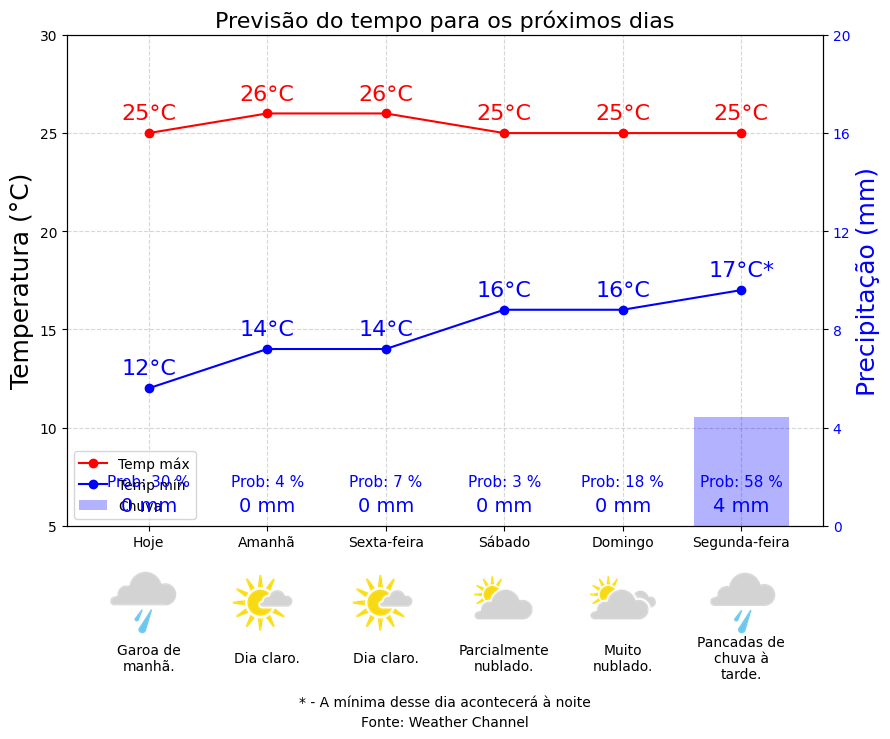 Previsão do tempo para os próximos dias
30
25
20
15
10
5
Temperatura (°C)
20
16
12
8
4
0
Precipitação (mm)
25°C
26°C
26°C
25°C
25°C
25°C
12°C
14°C
14°C
16°C
16°C
17°C*
Temp máx
Temp mín
Chuva
Prob: 30 %
Prob: 4 %
Prob: 7 %
Prob: 3 %
Prob: 18 %
Prob: 58 %
0 mm
0 mm
0 mm
0 mm
0 mm
4 mm
Hoje
Amanhã
Sexta-feira
Sábado
Domingo
Segunda-feira
Garoa de
manhã.
Dia claro.
Dia claro.
Parcialmente
nublado.
Muito
nublado.
Pancadas de
chuva à
tarde.
* - A mínima desse dia acontecerá à noite
Fonte: Weather Channel